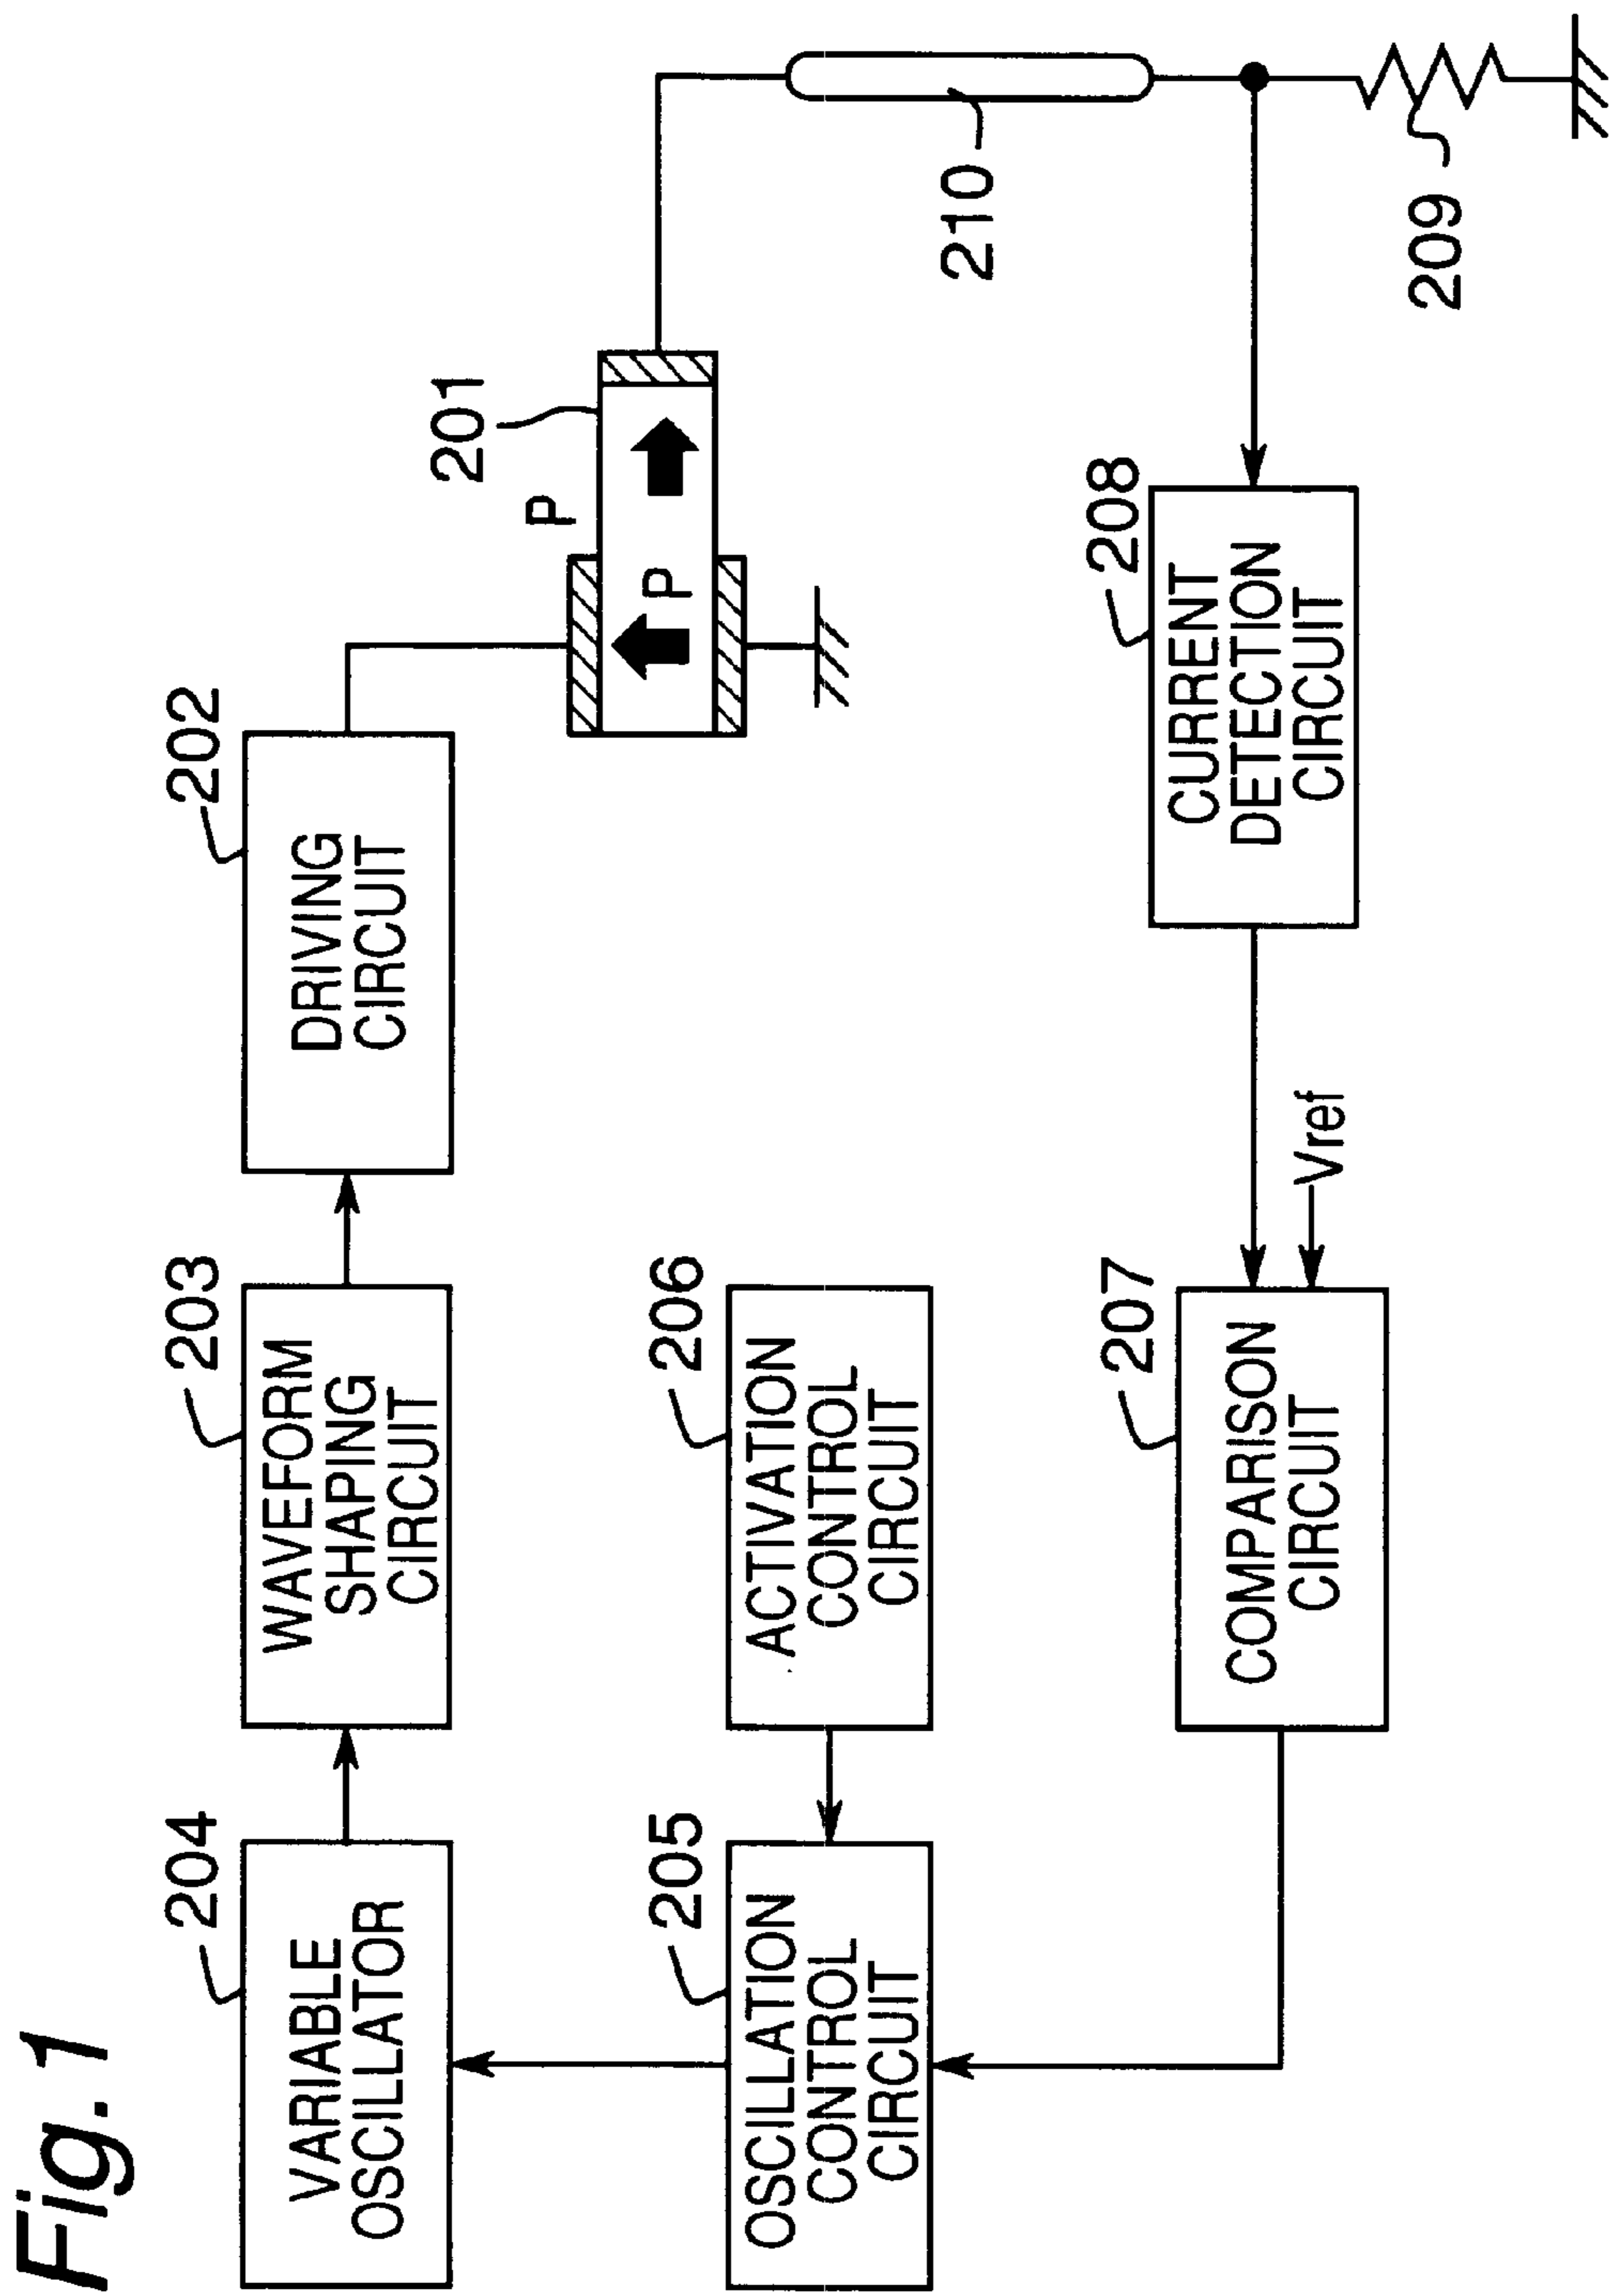 Fig. 1
204
VARIABLE
OSCILLATOR
203
WAVEFORM
SHAPING
CIRCUIT
202
DRIVING
CIRCUIT
201
P
P
205
OSCILLATION
CONTROL
CIRCUIT
206
ACTIVATION
CONTROL
CIRCUIT
210
207
COMPARISON
CIRCUIT
Vref
208
CURRENT
DETECTION
CIRCUIT
209